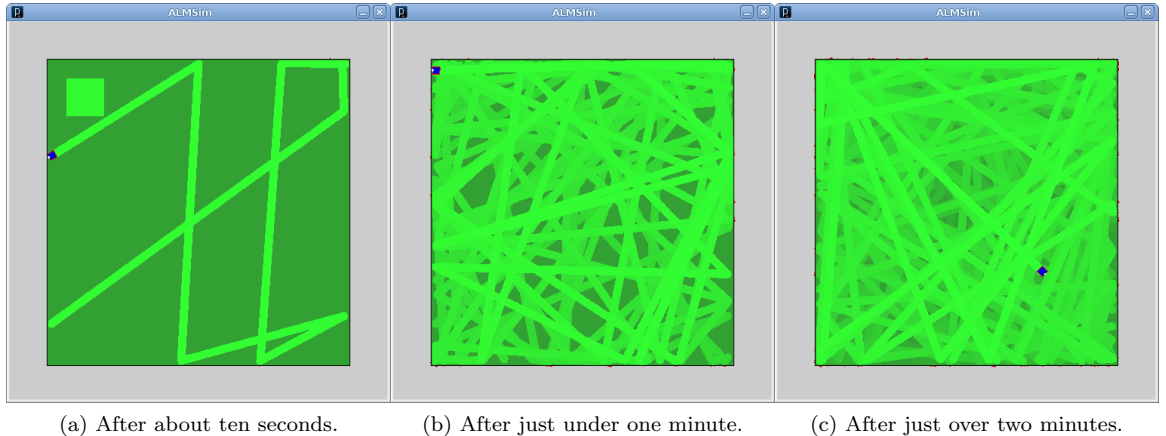 ALMSim
ALMSim
ALMSim
(a) After about ten seconds.
(b) After just under one minute.
(c) After just over two minutes.